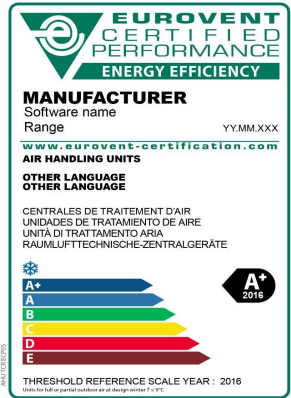 EUROVENT
CERTIFIED
PERFORMANCE
ENERGY EFFICIENCY
MANUFACTURER
Software name
Range YY.MM.XXX
www.eurovent-certification.com
AIR HANDLING UNITS
OTHER LANGUAGE
OTHER LANGUAGE
CENTRALES DE TRAITEMENT D'AIR
UNIDADES DE TRATAMIENTO DE AIRE
UNITÀ DI TRATTAMENTO ARIA
RAUMLUFTTECHNISCHE-ZENTRALGERÄTE
A+
A
B
C
D
E
A+
2016
THRESHOLD REFERENCE SCALE YEAR : 2016
Units for full or partial outdoor air at design winter T ≤ 9°C